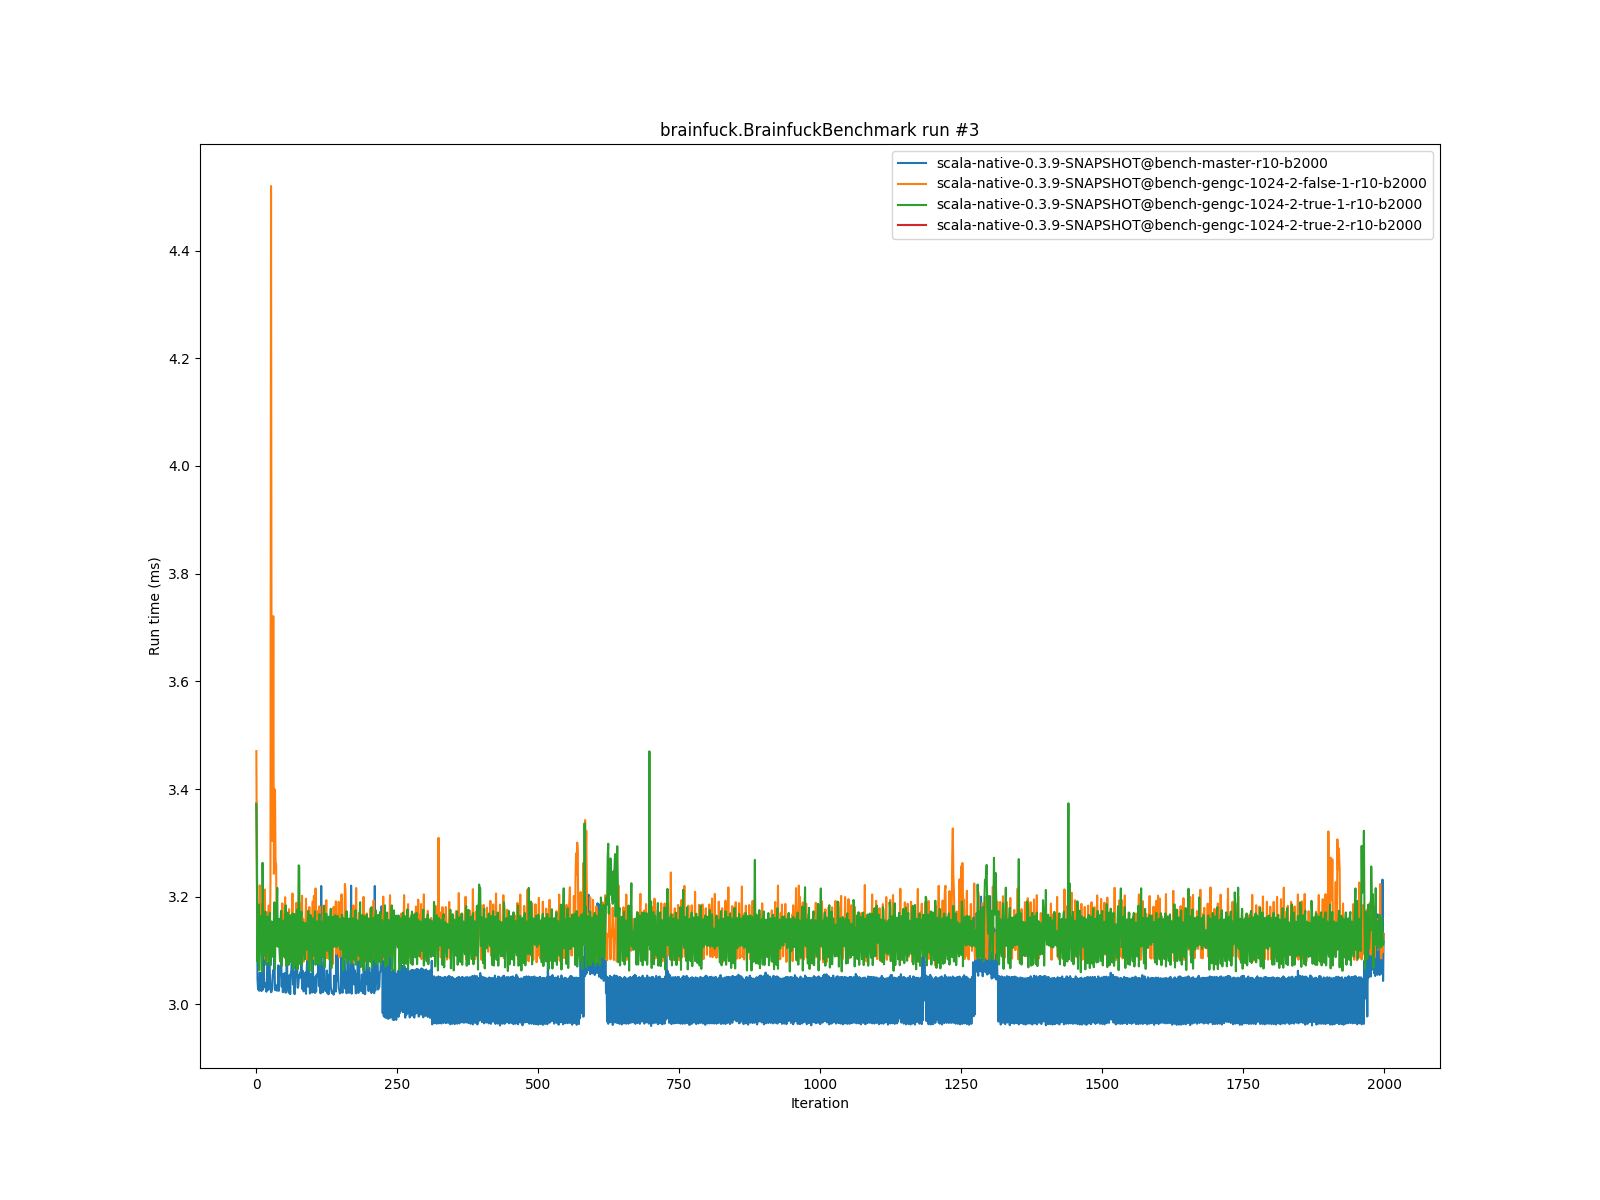 brainfuck.BrainfuckBenchmark run #3
scala-native-0.3.9-SNAPSHOT@bench-master-r10-b2000
scala-native-0.3.9-SNAPSHOT@bench-gengc-1024-2-false-1-r10-b2000
scala-native-0.3.9-SNAPSHOT@bench-gengc-1024-2-true-1-r10-b2000
scala-native-0.3.9-SNAPSHOT@bench-gengc-1024-2-true-2-r10-b2000
4.4
4.2
4.0
3.8
3.6
3.4
3.2
3.0
Run time (ms)
0 250 500 750 1000 1250 1500 1750 2000
Iteration